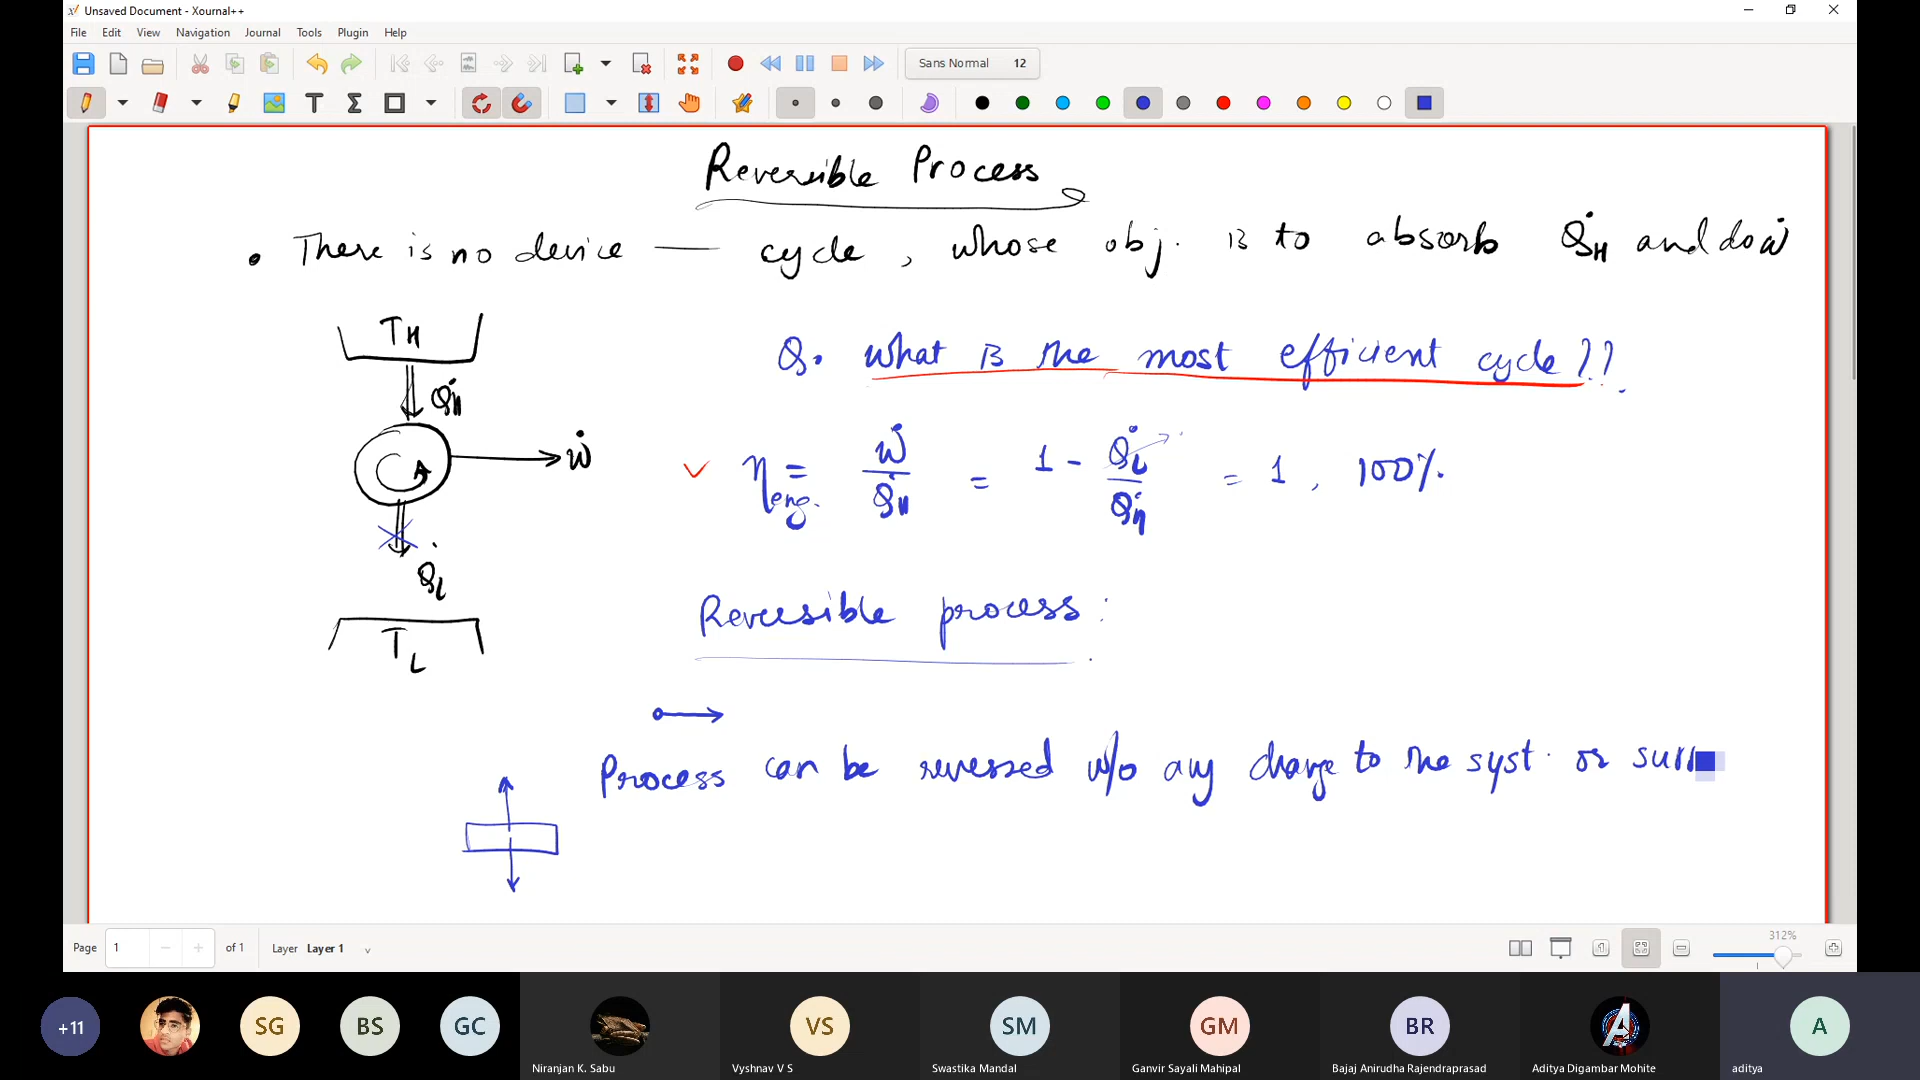 Unsaved Document - Xournal++
File Edit View Navigation Journal Tools Plugin Help
Sans Normal 12
Reversible Process
• There is no device — cycle, whose obj. is to absorb Q̇H and do Ẇ
TH
Q. What is the most efficient cycle??
Q̇H
Ẇ
ηeng. = Ẇ/Q̇H = 1 - Q̇L/Q̇H = 1, 100%.
Q̇L
Reversible process:
TL
Process can be reversed w/o any change to the syst. or surr
Page 1 of 1 Layer Layer 1 312%
+11 SG BS GC VS SM GM BR A
Niranjan K. Sabu Vyshnav V S Swastika Mandal Ganvir Sayali Mahipal Bajaj Anirudha Rajendraprasad Aditya Digambar Mohite aditya